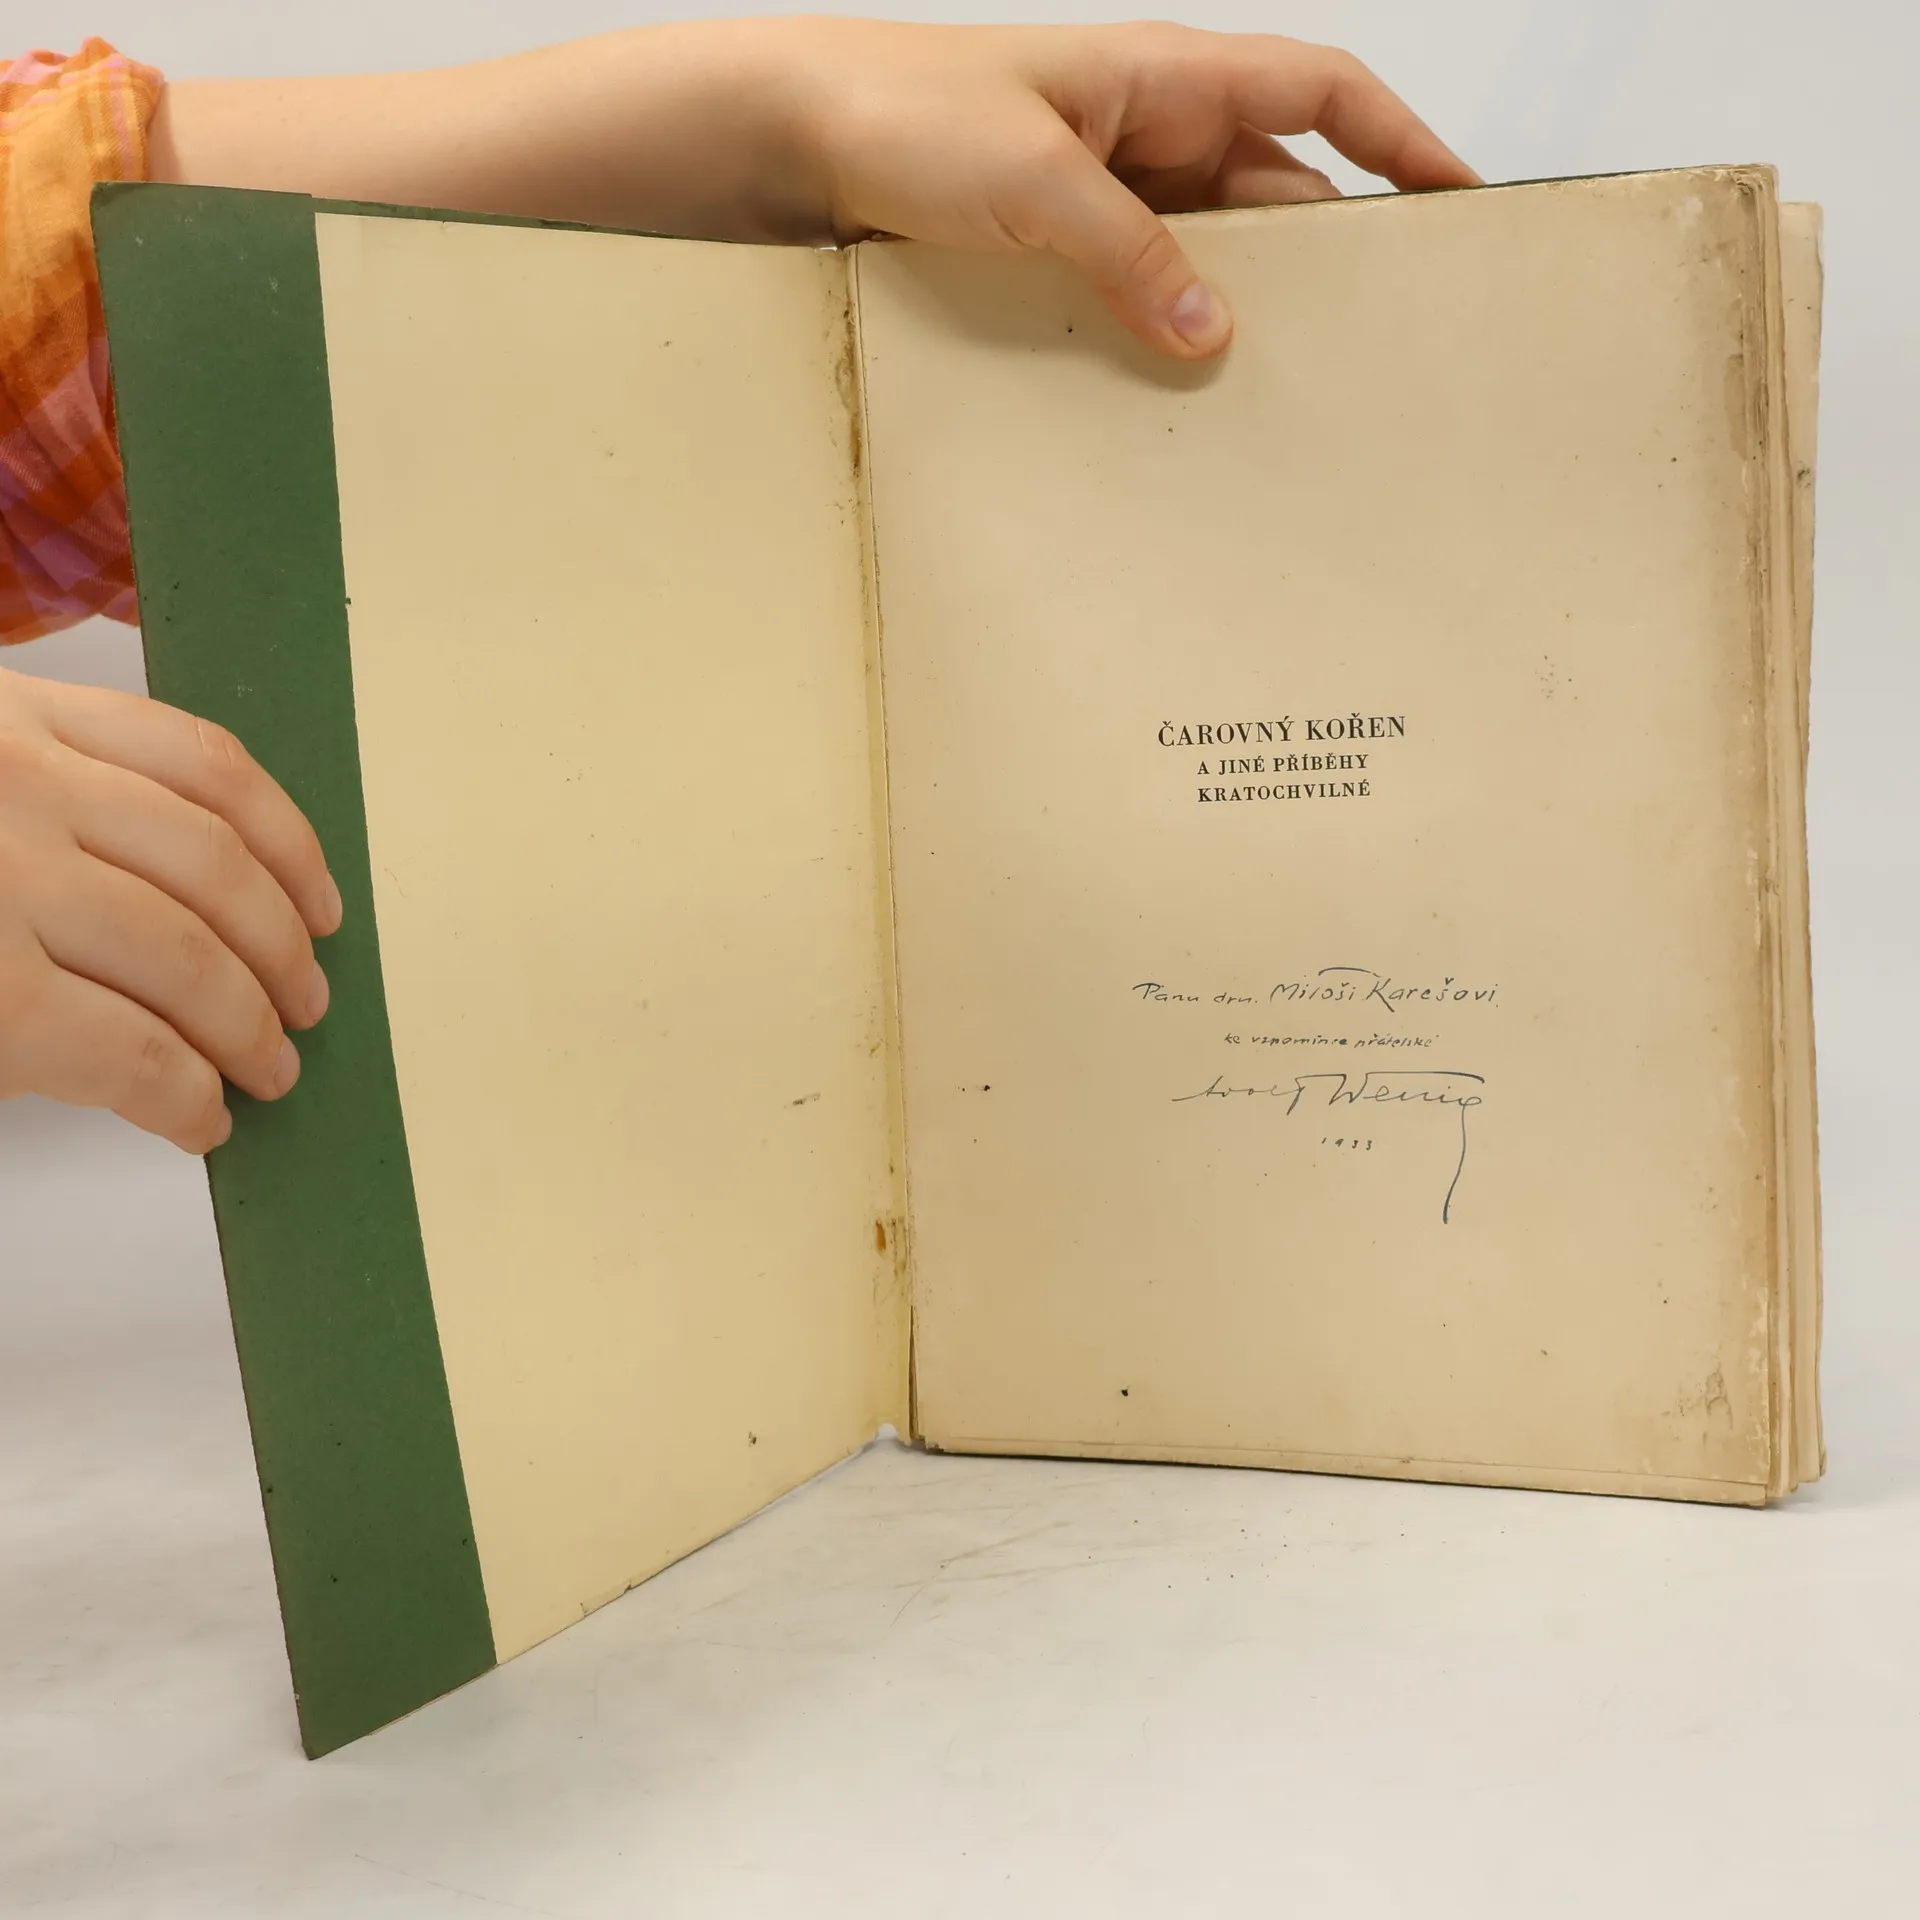 ČAROVNÝ KOŘEN
A JINÉ PŘÍBĚHY
KRATOCHVILNÉ
Panu dru. Miloši Karešovi
ke vzpomínce přátelské
Adolf Wenig
1933